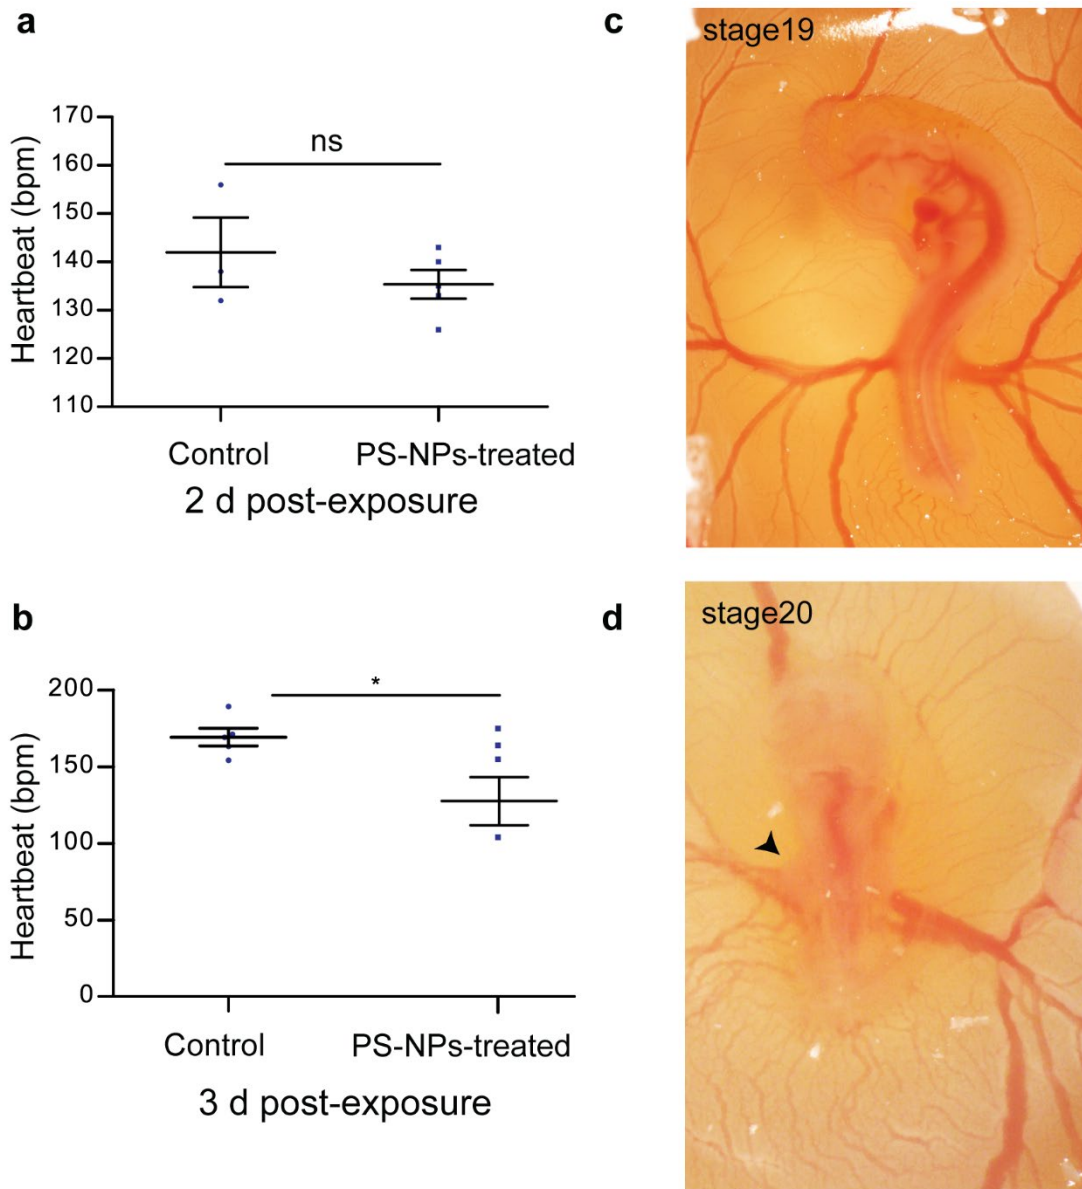 a
170
160
150
140
130
120
110
Heartbeat (bpm)
ns
Control PS-NPs-treated
2 d post-exposure
b
200
150
100
50
0
Heartbeat (bpm)
*
Control PS-NPs-treated
3 d post-exposure
c
stage19
d
stage20